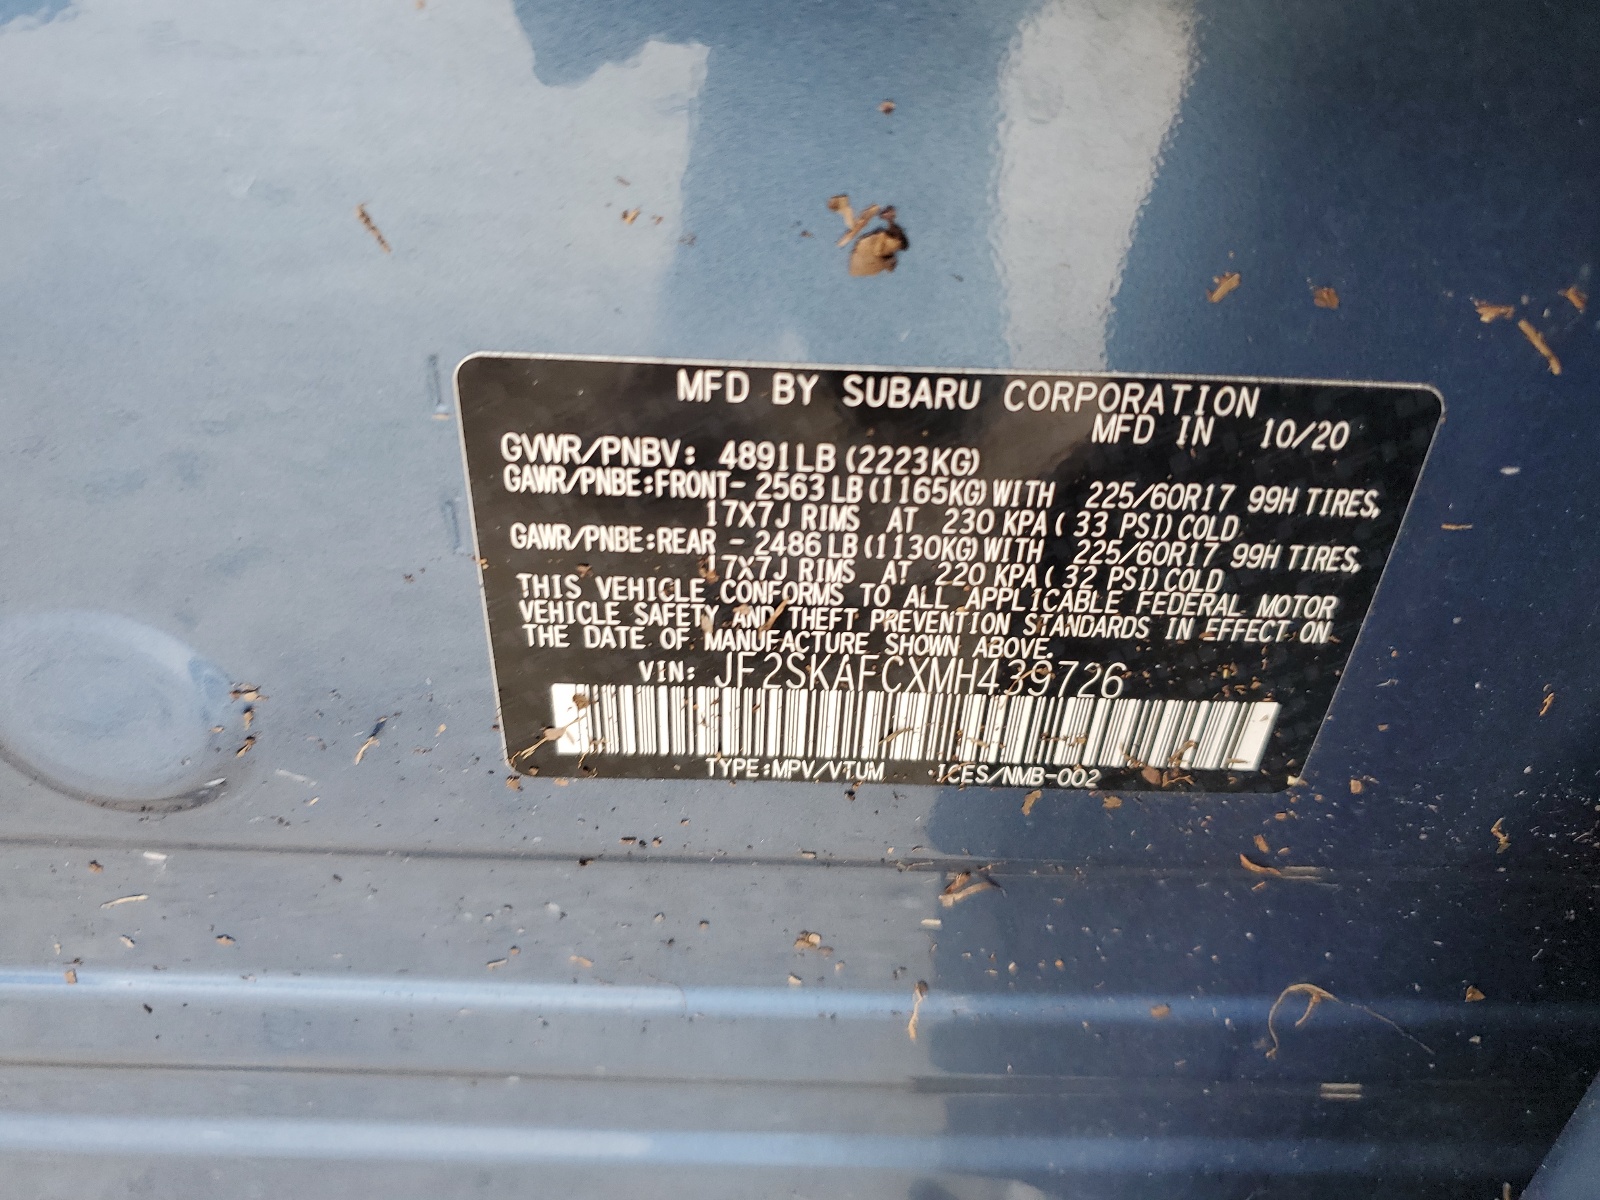 MFD BY SUBARU CORPORATION
MFD IN 10/20
GVWR/PNBV: 4891LB (2223KG)
GAWR/PNBE:FRONT- 2563LB (1165KG) WITH 225/60R17 99H TIRES,
17X7J RIMS AT 230 KPA ( 33 PSI) COLD
GAWR/PNBE:REAR - 2486LB (1130KG) WITH 225/60R17 99H TIRES,
17X7J RIMS AT 220 KPA ( 32 PSI) COLD
THIS VEHICLE CONFORMS TO ALL APPLICABLE FEDERAL MOTOR
VEHICLE SAFETY AND THEFT PREVENTION STANDARDS IN EFFECT ON
THE DATE OF MANUFACTURE SHOWN ABOVE.
VIN: JF2SKAFCXMH439726
TYPE:MPV/VTUM ICES/NMB-002